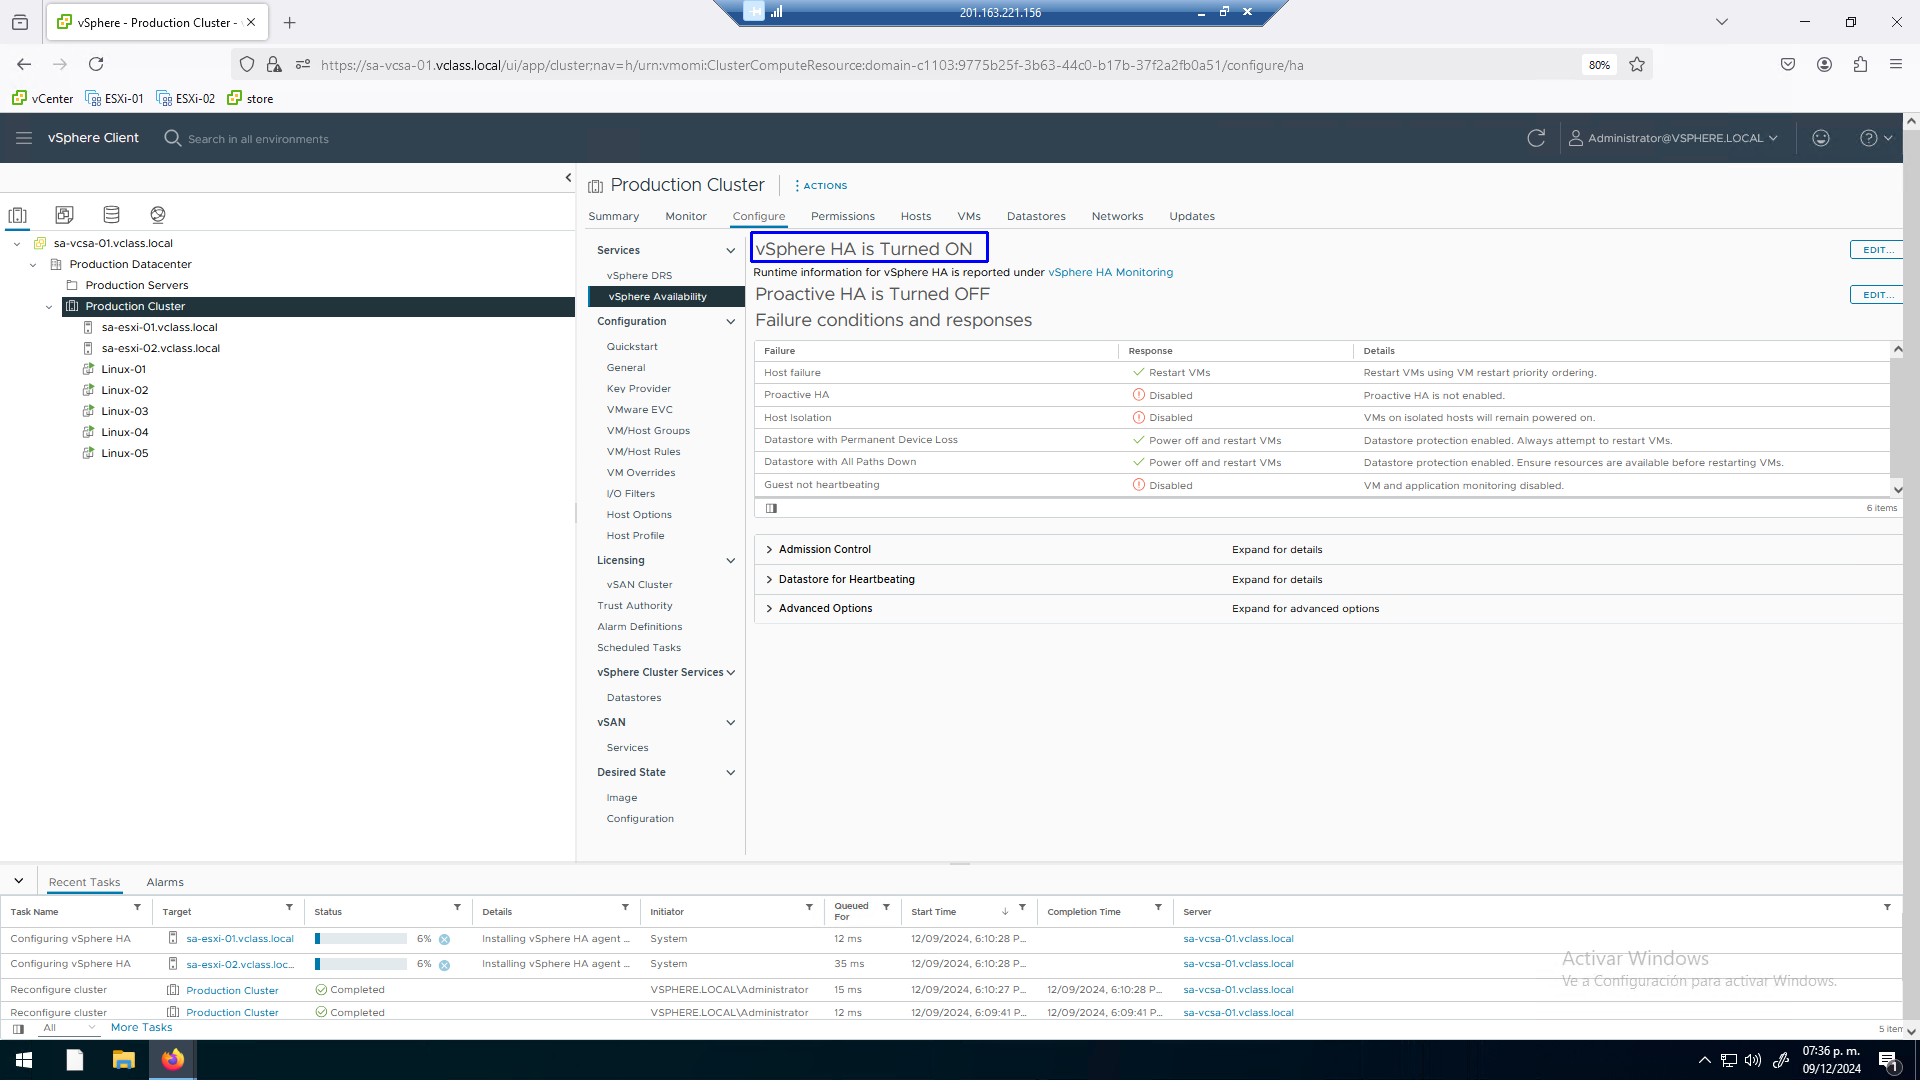 vSphere - Production Cluster -
201.163.221.156
https://sa-vcsa-01.vclass.local/ui/app/cluster;nav=h/urn:vmomi:ClusterComputeResource:domain-c1103:9775b25f-3b63-44c0-b17b-37f2a2fb0a51/configure/ha
80%
vCenter ESXi-01 ESXi-02 store
vSphere Client
Search in all environments
Administrator@VSPHERE.LOCAL
Production Cluster
ACTIONS
Summary Monitor Configure Permissions Hosts VMs Datastores Networks Updates
sa-vcsa-01.vclass.local
Production Datacenter
Production Servers
Production Cluster
sa-esxi-01.vclass.local
sa-esxi-02.vclass.local
Linux-01
Linux-02
Linux-03
Linux-04
Linux-05
Services
vSphere DRS
vSphere Availability
Configuration
Quickstart
General
Key Provider
VMware EVC
VM/Host Groups
VM/Host Rules
VM Overrides
I/O Filters
Host Options
Host Profile
Licensing
vSAN Cluster
Trust Authority
Alarm Definitions
Scheduled Tasks
vSphere Cluster Services
Datastores
vSAN
Services
Desired State
Image
Configuration
vSphere HA is Turned ON
EDIT...
Runtime information for vSphere HA is reported under vSphere HA Monitoring
Proactive HA is Turned OFF
EDIT...
Failure conditions and responses
Failure Response Details
Host failure Restart VMs Restart VMs using VM restart priority ordering.
Proactive HA Disabled Proactive HA is not enabled.
Host Isolation Disabled VMs on isolated hosts will remain powered on.
Datastore with Permanent Device Loss Power off and restart VMs Datastore protection enabled. Always attempt to restart VMs.
Datastore with All Paths Down Power off and restart VMs Datastore protection enabled. Ensure resources are available before restarting VMs.
Guest not heartbeating Disabled VM and application monitoring disabled.
6 items
Admission Control Expand for details
Datastore for Heartbeating Expand for details
Advanced Options Expand for advanced options
Recent Tasks Alarms
Task Name Target Status Details Initiator Queued For Start Time Completion Time Server
Configuring vSphere HA sa-esxi-01.vclass.local 6% Installing vSphere HA agent ... System 12 ms 12/09/2024, 6:10:28 P... sa-vcsa-01.vclass.local
Configuring vSphere HA sa-esxi-02.vclass.loc... 6% Installing vSphere HA agent ... System 35 ms 12/09/2024, 6:10:28 P... sa-vcsa-01.vclass.local
Reconfigure cluster Production Cluster Completed VSPHERE.LOCAL\Administrator 15 ms 12/09/2024, 6:10:27 P... 12/09/2024, 6:10:28 P... sa-vcsa-01.vclass.local
Reconfigure cluster Production Cluster Completed VSPHERE.LOCAL\Administrator 12 ms 12/09/2024, 6:09:41 P... 12/09/2024, 6:09:41 P... sa-vcsa-01.vclass.local
All More Tasks
5 item
Activar Windows
Ve a Configuración para activar Windows.
07:36 p. m.
09/12/2024
1